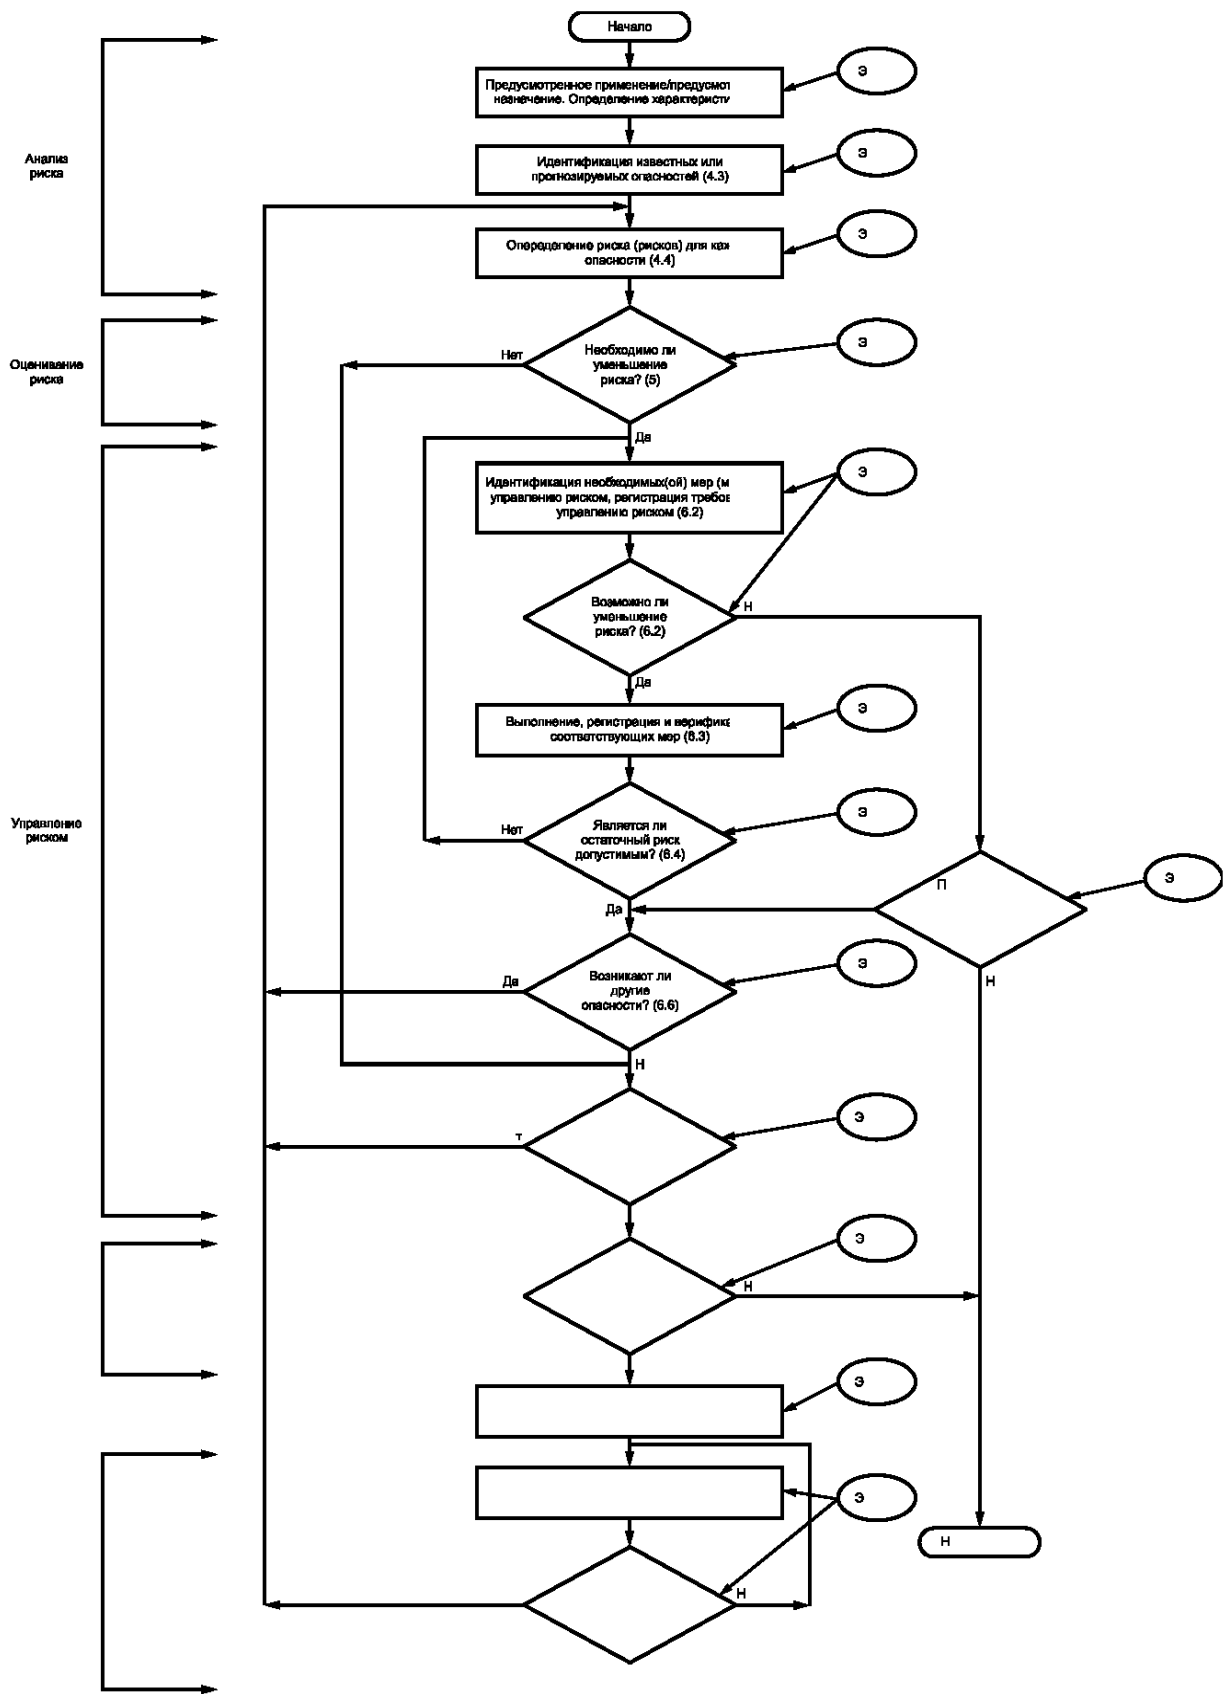 Начало
Э
Предусмотренное применение/предусмот
назначение. Определение характеристи
Э
Идентификация известных или
прогнозируемых опасностей (4.3)
Анализ
риска
Э
Опеределение риска (рисков) для каж
опасности (4.4)
Э
Необходимо ли
уменьшение
риска? (5)
Нет
Оценивание
риска
Да
Э
Идентификация необходимых(ой) мер (м
управлению риском, регистрация требов
управлению риском (6.2)
Возможно ли
уменьшение
риска? (6.2)
Н
Да
Э
Выполнение, регистрация и верифика
соответствующих мер (6.3)
Э
Является ли
остаточный риск
допустимым? (6.4)
Нет
Управление
риском
Э
П
Да
Э
Возникают ли
другие
опасности? (6.6)
Да
Н
Н
Э
т
Э
Н
Э
Э
Н
Н